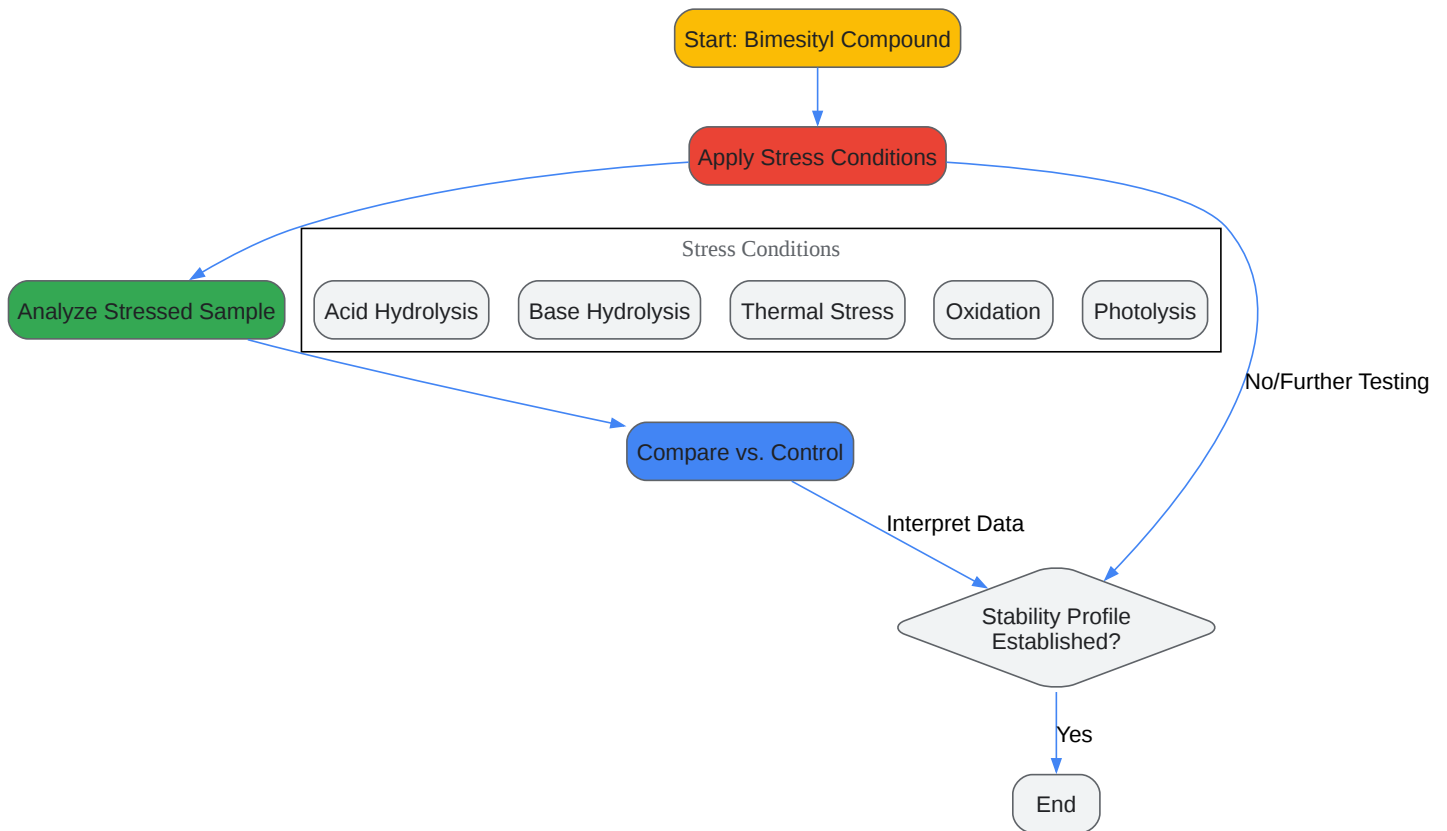 Start: Bimesityl Compound
Apply Stress Conditions
Stress Conditions
Analyze Stressed Sample
Acid Hydrolysis
Base Hydrolysis
Thermal Stress
Oxidation
Photolysis
No/Further Testing
Compare vs. Control
Interpret Data
Stability Profile
Established?
Yes
End